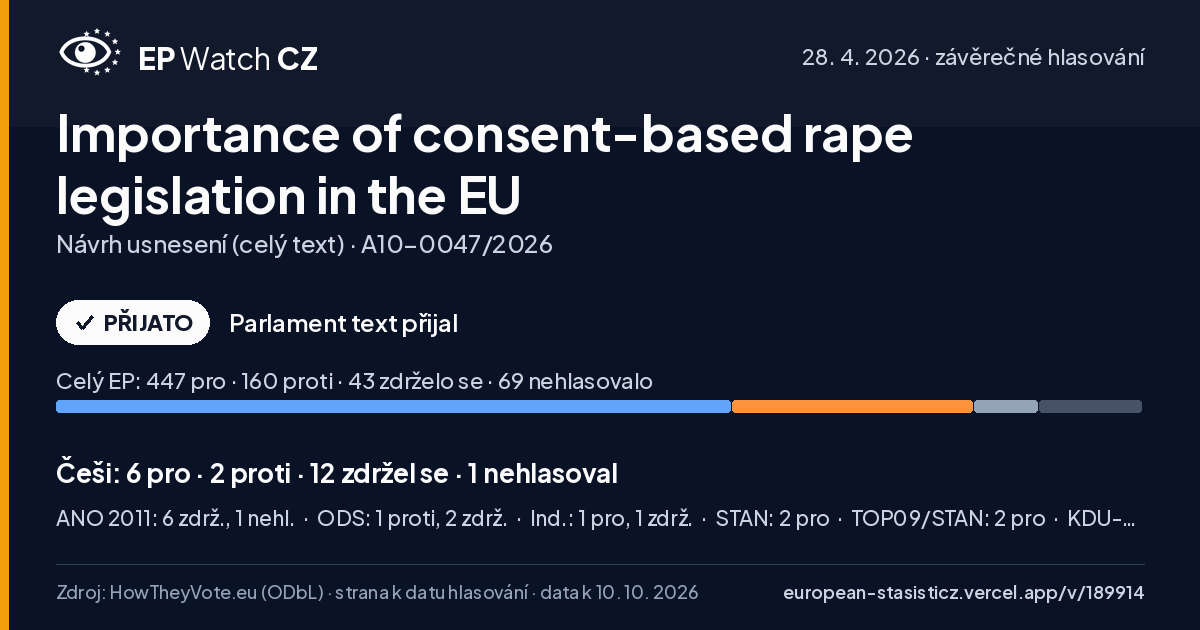 EP Watch CZ
28. 4. 2026 · závěrečné hlasování
Importance of consent-based rape
legislation in the EU
Návrh usnesení (celý text) · A10-0047/2026
✓ PŘIJATO
Parlament text přijal
Celý EP: 447 pro · 160 proti · 43 zdrželo se · 69 nehlasovalo
Češi: 6 pro · 2 proti · 12 zdržel se · 1 nehlasoval
ANO 2011: 6 zdrž., 1 nehl. · ODS: 1 proti, 2 zdrž. · Ind.: 1 pro, 1 zdrž. · STAN: 2 pro · TOP09/STAN: 2 pro · KDU-…
Zdroj: HowTheyVote.eu (ODbL) · strana k datu hlasování · data k 10. 10. 2026
european-stasisticz.vercel.app/v/189914